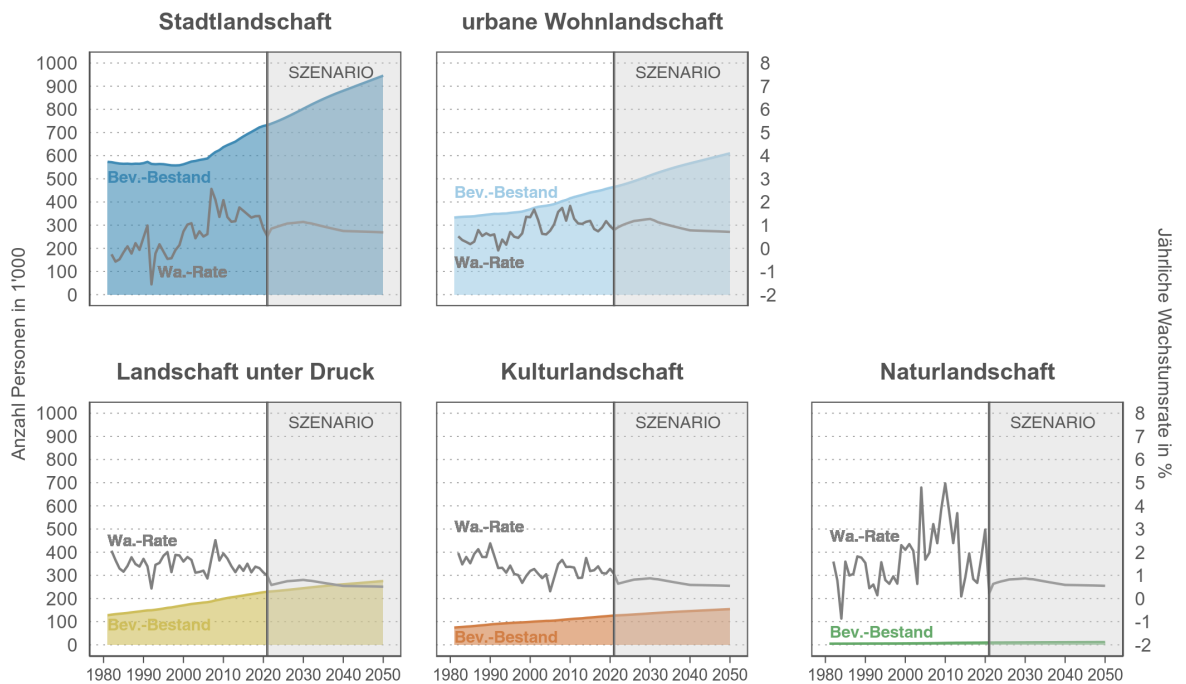 Stadtlandschaft
urbane Wohnlandschaft
1000
900
800
700
600
500
400
300
200
100
0
SZENARIO
Bev.-Bestand
Wa.-Rate
SZENARIO
Bev.-Bestand
Wa.-Rate
8
7
6
5
4
3
2
1
0
-1
-2
Anzahl Personen in 1'000
Jährliche Wachstumsrate in %
Landschaft unter Druck
Kulturlandschaft
Naturlandschaft
1000
900
800
700
600
500
400
300
200
100
0
SZENARIO
Wa.-Rate
Bev.-Bestand
SZENARIO
Wa.-Rate
Bev.-Bestand
SZENARIO
Wa.-Rate
Bev.-Bestand
8
7
6
5
4
3
2
1
0
-1
-2
1980 1990 2000 2010 2020 2030 2040 2050
1980 1990 2000 2010 2020 2030 2040 2050
1980 1990 2000 2010 2020 2030 2040 2050